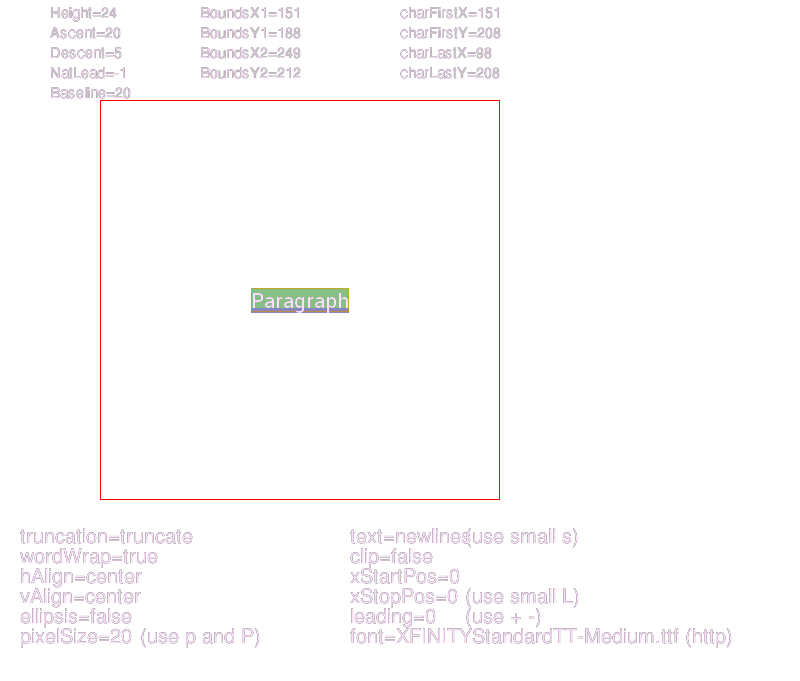 Height=24 BoundsX1=151 charFirstX=151
Ascent=20 BoundsY1=188 charFirstY=208
Descent=5 BoundsX2=249 charLastX=98
NatLead=-1 BoundsY2=212 charLastY=208
Baseline=20
Paragraph
truncation=truncate text=newlines(use small s)
wordWrap=true clip=false
hAlign=center xStartPos=0
vAlign=center xStopPos=0 (use small L)
ellipsis=false leading=0 (use + -)
pixelSize=20 (use p and P) font=XFINITYStandardTT-Medium.ttf (http)